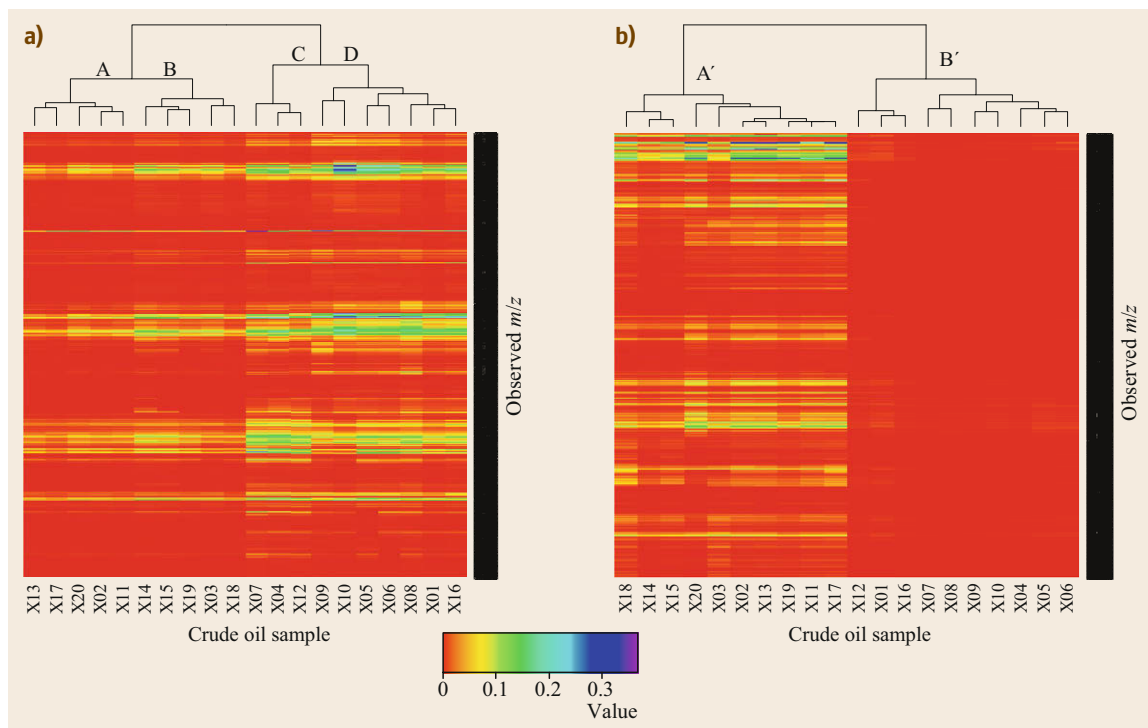 a)
A B C D
Observed m/z
X13 X17 X20 X02 X11 X14 X15 X19 X03 X18 X07 X04 X12 X09 X10 X05 X06 X08 X01 X16
Crude oil sample
b)
A´ B´
Observed m/z
X18 X14 X15 X20 X03 X02 X13 X19 X11 X17 X12 X01 X16 X07 X08 X09 X10 X04 X05 X06
Crude oil sample
0 0.1 0.2 0.3
Value